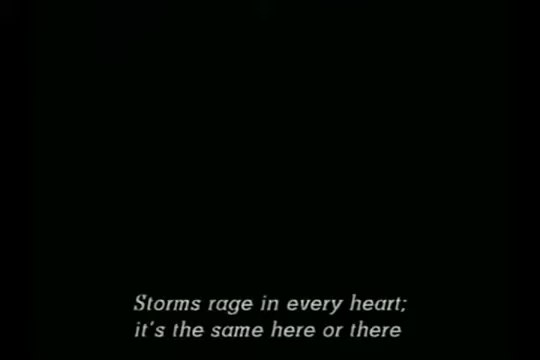 Storms rage in every heart;
it's the same here or there